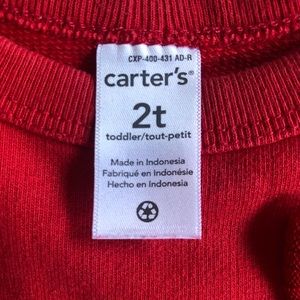 CXP-400-431 AD-R
carter's®
2t
toddler/tout-petit
Made in Indonesia
Fabriqué en Indonésie
Hecho en Indonesia